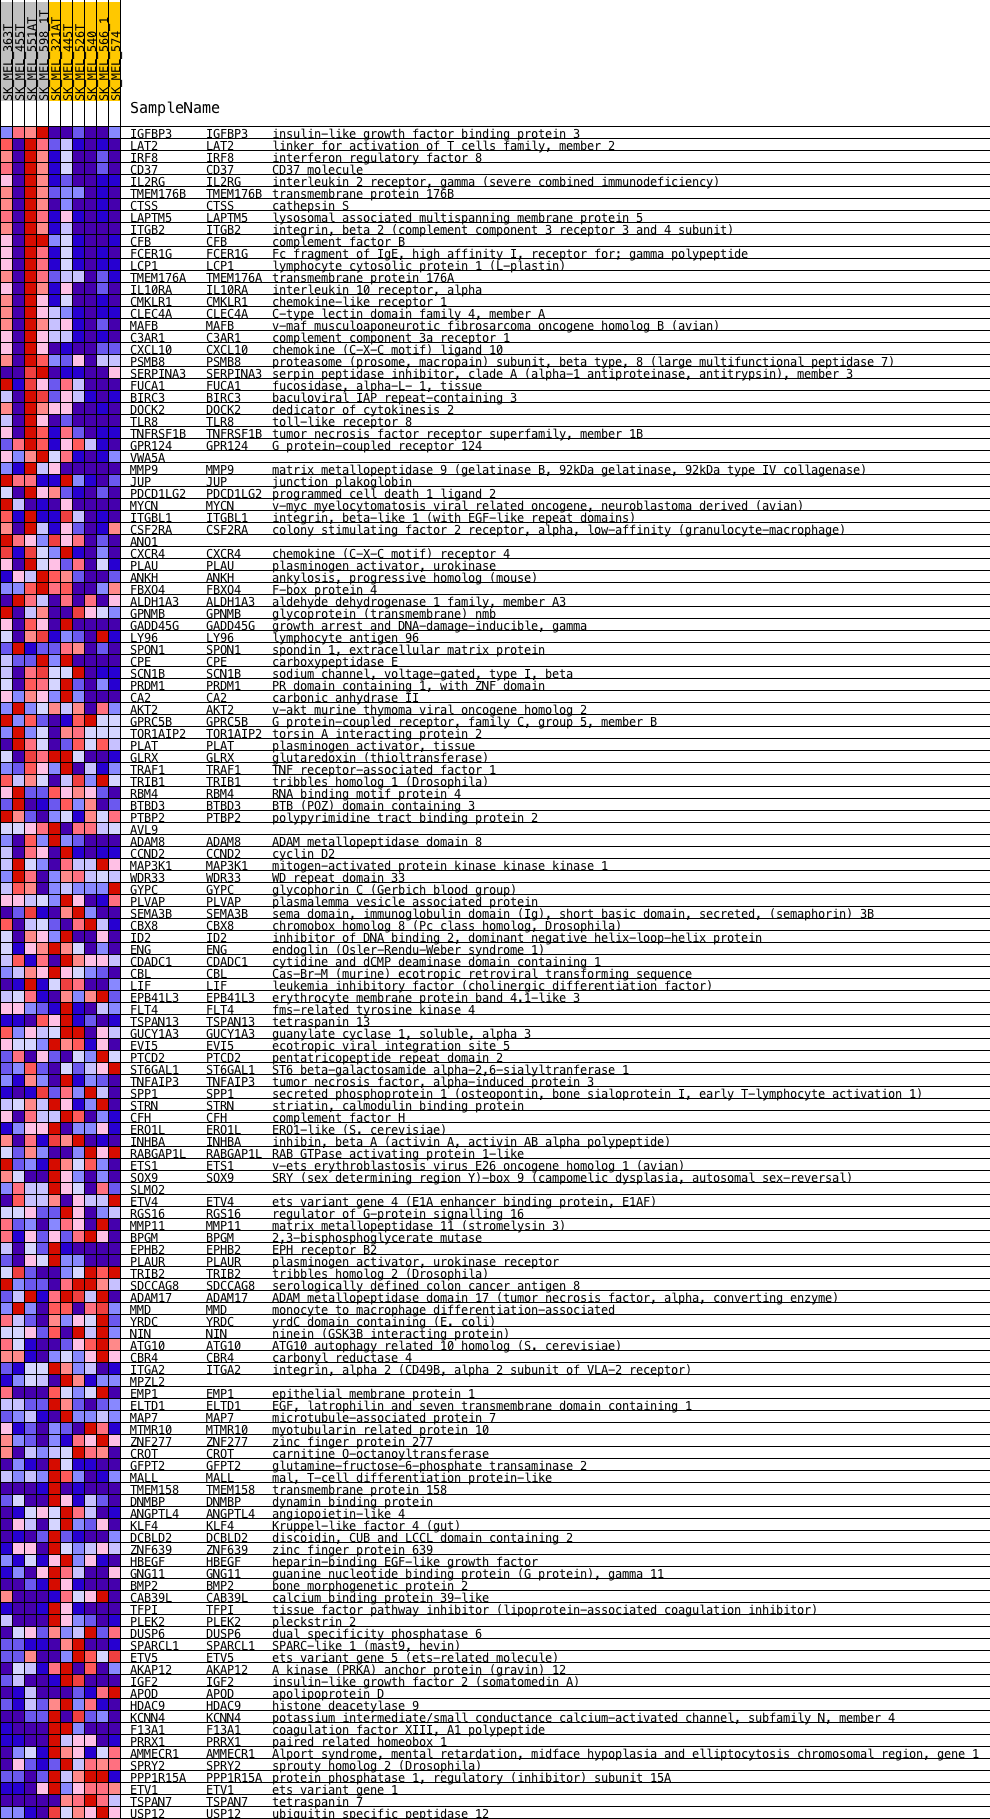 SK_MEL_363T
SK_MEL_455T
SK_MEL_551AT
SK_MEL_598_1T
SK_MEL_321AT
SK_MEL_445T
SK_MEL_526T
SK_MEL_540
SK_MEL_566_1
SK_MEL_574
SampleName
IGFBP3 IGFBP3 insulin-like growth factor binding protein 3
LAT2 LAT2 linker for activation of T cells family, member 2
IRF8 IRF8 interferon regulatory factor 8
CD37 CD37 CD37 molecule
IL2RG IL2RG interleukin 2 receptor, gamma (severe combined immunodeficiency)
TMEM176B TMEM176B transmembrane protein 176B
CTSS CTSS cathepsin S
LAPTM5 LAPTM5 lysosomal associated multispanning membrane protein 5
ITGB2 ITGB2 integrin, beta 2 (complement component 3 receptor 3 and 4 subunit)
CFB CFB complement factor B
FCER1G FCER1G Fc fragment of IgE, high affinity I, receptor for; gamma polypeptide
LCP1 LCP1 lymphocyte cytosolic protein 1 (L-plastin)
TMEM176A TMEM176A transmembrane protein 176A
IL10RA IL10RA interleukin 10 receptor, alpha
CMKLR1 CMKLR1 chemokine-like receptor 1
CLEC4A CLEC4A C-type lectin domain family 4, member A
MAFB MAFB v-maf musculoaponeurotic fibrosarcoma oncogene homolog B (avian)
C3AR1 C3AR1 complement component 3a receptor 1
CXCL10 CXCL10 chemokine (C-X-C motif) ligand 10
PSMB8 PSMB8 proteasome (prosome, macropain) subunit, beta type, 8 (large multifunctional peptidase 7)
SERPINA3 SERPINA3 serpin peptidase inhibitor, clade A (alpha-1 antiproteinase, antitrypsin), member 3
FUCA1 FUCA1 fucosidase, alpha-L- 1, tissue
BIRC3 BIRC3 baculoviral IAP repeat-containing 3
DOCK2 DOCK2 dedicator of cytokinesis 2
TLR8 TLR8 toll-like receptor 8
TNFRSF1B TNFRSF1B tumor necrosis factor receptor superfamily, member 1B
GPR124 GPR124 G protein-coupled receptor 124
VWA5A
MMP9 MMP9 matrix metallopeptidase 9 (gelatinase B, 92kDa gelatinase, 92kDa type IV collagenase)
JUP JUP junction plakoglobin
PDCD1LG2 PDCD1LG2 programmed cell death 1 ligand 2
MYCN MYCN v-myc myelocytomatosis viral related oncogene, neuroblastoma derived (avian)
ITGBL1 ITGBL1 integrin, beta-like 1 (with EGF-like repeat domains)
CSF2RA CSF2RA colony stimulating factor 2 receptor, alpha, low-affinity (granulocyte-macrophage)
ANO1
CXCR4 CXCR4 chemokine (C-X-C motif) receptor 4
PLAU PLAU plasminogen activator, urokinase
ANKH ANKH ankylosis, progressive homolog (mouse)
FBXO4 FBXO4 F-box protein 4
ALDH1A3 ALDH1A3 aldehyde dehydrogenase 1 family, member A3
GPNMB GPNMB glycoprotein (transmembrane) nmb
GADD45G GADD45G growth arrest and DNA-damage-inducible, gamma
LY96 LY96 lymphocyte antigen 96
SPON1 SPON1 spondin 1, extracellular matrix protein
CPE CPE carboxypeptidase E
SCN1B SCN1B sodium channel, voltage-gated, type I, beta
PRDM1 PRDM1 PR domain containing 1, with ZNF domain
CA2 CA2 carbonic anhydrase II
AKT2 AKT2 v-akt murine thymoma viral oncogene homolog 2
GPRC5B GPRC5B G protein-coupled receptor, family C, group 5, member B
TOR1AIP2 TOR1AIP2 torsin A interacting protein 2
PLAT PLAT plasminogen activator, tissue
GLRX GLRX glutaredoxin (thioltransferase)
TRAF1 TRAF1 TNF receptor-associated factor 1
TRIB1 TRIB1 tribbles homolog 1 (Drosophila)
RBM4 RBM4 RNA binding motif protein 4
BTBD3 BTBD3 BTB (POZ) domain containing 3
PTBP2 PTBP2 polypyrimidine tract binding protein 2
AVL9
ADAM8 ADAM8 ADAM metallopeptidase domain 8
CCND2 CCND2 cyclin D2
MAP3K1 MAP3K1 mitogen-activated protein kinase kinase kinase 1
WDR33 WDR33 WD repeat domain 33
GYPC GYPC glycophorin C (Gerbich blood group)
PLVAP PLVAP plasmalemma vesicle associated protein
SEMA3B SEMA3B sema domain, immunoglobulin domain (Ig), short basic domain, secreted, (semaphorin) 3B
CBX8 CBX8 chromobox homolog 8 (Pc class homolog, Drosophila)
ID2 ID2 inhibitor of DNA binding 2, dominant negative helix-loop-helix protein
ENG ENG endoglin (Osler-Rendu-Weber syndrome 1)
CDADC1 CDADC1 cytidine and dCMP deaminase domain containing 1
CBL CBL Cas-Br-M (murine) ecotropic retroviral transforming sequence
LIF LIF leukemia inhibitory factor (cholinergic differentiation factor)
EPB41L3 EPB41L3 erythrocyte membrane protein band 4.1-like 3
FLT4 FLT4 fms-related tyrosine kinase 4
TSPAN13 TSPAN13 tetraspanin 13
GUCY1A3 GUCY1A3 guanylate cyclase 1, soluble, alpha 3
EVI5 EVI5 ecotropic viral integration site 5
PTCD2 PTCD2 pentatricopeptide repeat domain 2
ST6GAL1 ST6GAL1 ST6 beta-galactosamide alpha-2,6-sialyltranferase 1
TNFAIP3 TNFAIP3 tumor necrosis factor, alpha-induced protein 3
SPP1 SPP1 secreted phosphoprotein 1 (osteopontin, bone sialoprotein I, early T-lymphocyte activation 1)
STRN STRN striatin, calmodulin binding protein
CFH CFH complement factor H
ERO1L ERO1L ERO1-like (S. cerevisiae)
INHBA INHBA inhibin, beta A (activin A, activin AB alpha polypeptide)
RABGAP1L RABGAP1L RAB GTPase activating protein 1-like
ETS1 ETS1 v-ets erythroblastosis virus E26 oncogene homolog 1 (avian)
SOX9 SOX9 SRY (sex determining region Y)-box 9 (campomelic dysplasia, autosomal sex-reversal)
SLMO2
ETV4 ETV4 ets variant gene 4 (E1A enhancer binding protein, E1AF)
RGS16 RGS16 regulator of G-protein signalling 16
MMP11 MMP11 matrix metallopeptidase 11 (stromelysin 3)
BPGM BPGM 2,3-bisphosphoglycerate mutase
EPHB2 EPHB2 EPH receptor B2
PLAUR PLAUR plasminogen activator, urokinase receptor
TRIB2 TRIB2 tribbles homolog 2 (Drosophila)
SDCCAG8 SDCCAG8 serologically defined colon cancer antigen 8
ADAM17 ADAM17 ADAM metallopeptidase domain 17 (tumor necrosis factor, alpha, converting enzyme)
MMD MMD monocyte to macrophage differentiation-associated
YRDC YRDC yrdC domain containing (E. coli)
NIN NIN ninein (GSK3B interacting protein)
ATG10 ATG10 ATG10 autophagy related 10 homolog (S. cerevisiae)
CBR4 CBR4 carbonyl reductase 4
ITGA2 ITGA2 integrin, alpha 2 (CD49B, alpha 2 subunit of VLA-2 receptor)
MPZL2
EMP1 EMP1 epithelial membrane protein 1
ELTD1 ELTD1 EGF, latrophilin and seven transmembrane domain containing 1
MAP7 MAP7 microtubule-associated protein 7
MTMR10 MTMR10 myotubularin related protein 10
ZNF277 ZNF277 zinc finger protein 277
CROT CROT carnitine O-octanoyltransferase
GFPT2 GFPT2 glutamine-fructose-6-phosphate transaminase 2
MALL MALL mal, T-cell differentiation protein-like
TMEM158 TMEM158 transmembrane protein 158
DNMBP DNMBP dynamin binding protein
ANGPTL4 ANGPTL4 angiopoietin-like 4
KLF4 KLF4 Kruppel-like factor 4 (gut)
DCBLD2 DCBLD2 discoidin, CUB and LCCL domain containing 2
ZNF639 ZNF639 zinc finger protein 639
HBEGF HBEGF heparin-binding EGF-like growth factor
GNG11 GNG11 guanine nucleotide binding protein (G protein), gamma 11
BMP2 BMP2 bone morphogenetic protein 2
CAB39L CAB39L calcium binding protein 39-like
TFPI TFPI tissue factor pathway inhibitor (lipoprotein-associated coagulation inhibitor)
PLEK2 PLEK2 pleckstrin 2
DUSP6 DUSP6 dual specificity phosphatase 6
SPARCL1 SPARCL1 SPARC-like 1 (mast9, hevin)
ETV5 ETV5 ets variant gene 5 (ets-related molecule)
AKAP12 AKAP12 A kinase (PRKA) anchor protein (gravin) 12
IGF2 IGF2 insulin-like growth factor 2 (somatomedin A)
APOD APOD apolipoprotein D
HDAC9 HDAC9 histone deacetylase 9
KCNN4 KCNN4 potassium intermediate/small conductance calcium-activated channel, subfamily N, member 4
F13A1 F13A1 coagulation factor XIII, A1 polypeptide
PRRX1 PRRX1 paired related homeobox 1
AMMECR1 AMMECR1 Alport syndrome, mental retardation, midface hypoplasia and elliptocytosis chromosomal region, gene 1
SPRY2 SPRY2 sprouty homolog 2 (Drosophila)
PPP1R15A PPP1R15A protein phosphatase 1, regulatory (inhibitor) subunit 15A
ETV1 ETV1 ets variant gene 1
TSPAN7 TSPAN7 tetraspanin 7
USP12 USP12 ubiquitin specific peptidase 12